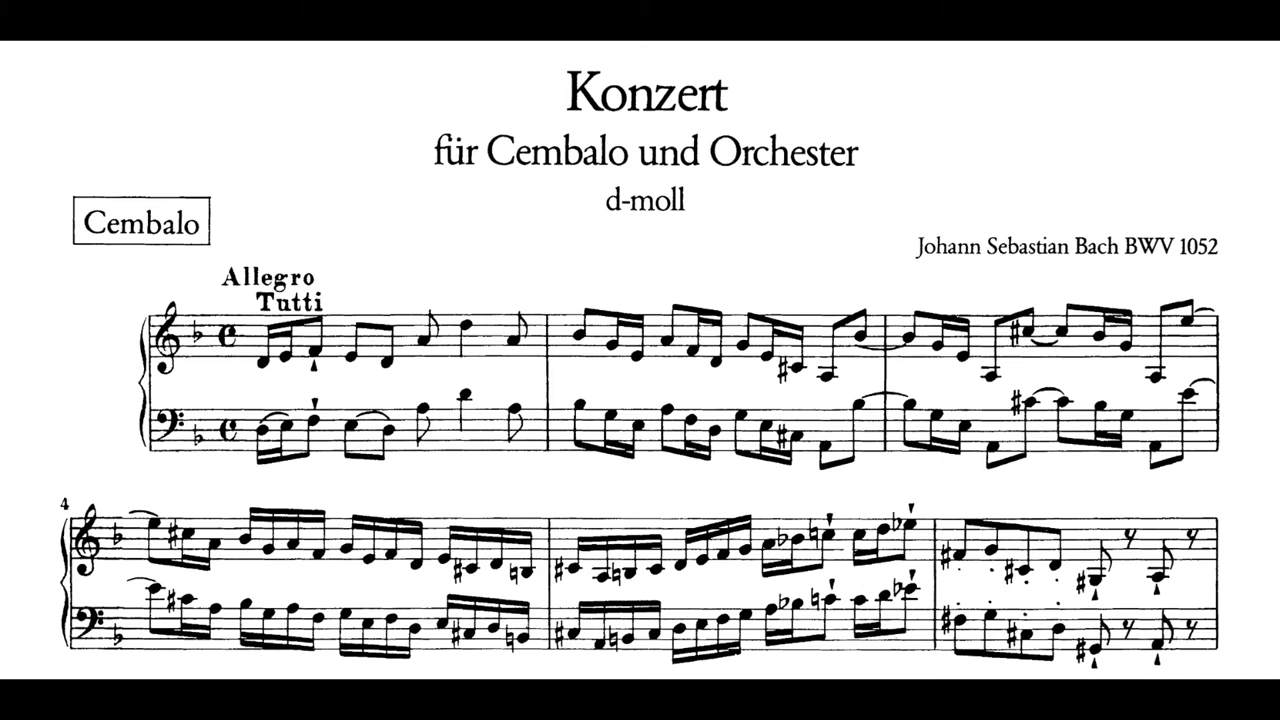 Konzert
für Cembalo und Orchester
d-moll
Cembalo
Johann Sebastian Bach BWV 1052
Allegro
Tutti
4